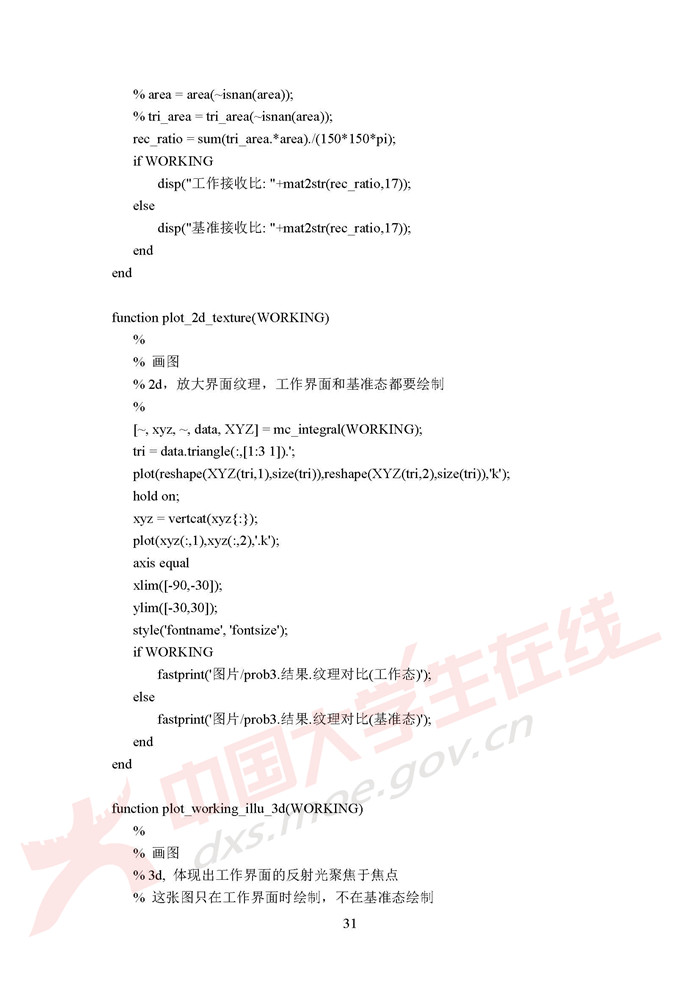 % area = area(~isnan(area));
% tri_area = tri_area(~isnan(area));
rec_ratio = sum(tri_area.*area)./(150*150*pi);
if WORKING
disp("工作接收比: "+mat2str(rec_ratio,17));
else
disp("基准接收比: "+mat2str(rec_ratio,17));
end
end
function plot_2d_texture(WORKING)
%
% 画图
% 2d，放大界面纹理，工作界面和基准态都要绘制
%
[~, xyz, ~, data, XYZ] = mc_integral(WORKING);
tri = data.triangle(:,[1:3 1]).';
plot(reshape(XYZ(tri,1),size(tri)),reshape(XYZ(tri,2),size(tri)),'k');
hold on;
xyz = vertcat(xyz{:});
plot(xyz(:,1),xyz(:,2),'.k');
axis equal
xlim([-90,-30]);
ylim([-30,30]);
style('fontname', 'fontsize');
if WORKING
fastprint('图片/prob3.结果.纹理对比(工作态)');
else
fastprint('图片/prob3.结果.纹理对比(基准态)');
end
end
function plot_working_illu_3d(WORKING)
%
% 画图
% 3d, 体现出工作界面的反射光聚焦于焦点
% 这张图只在工作界面时绘制，不在基准态绘制
31
中国大学生在线
dxs.moe.gov.cn